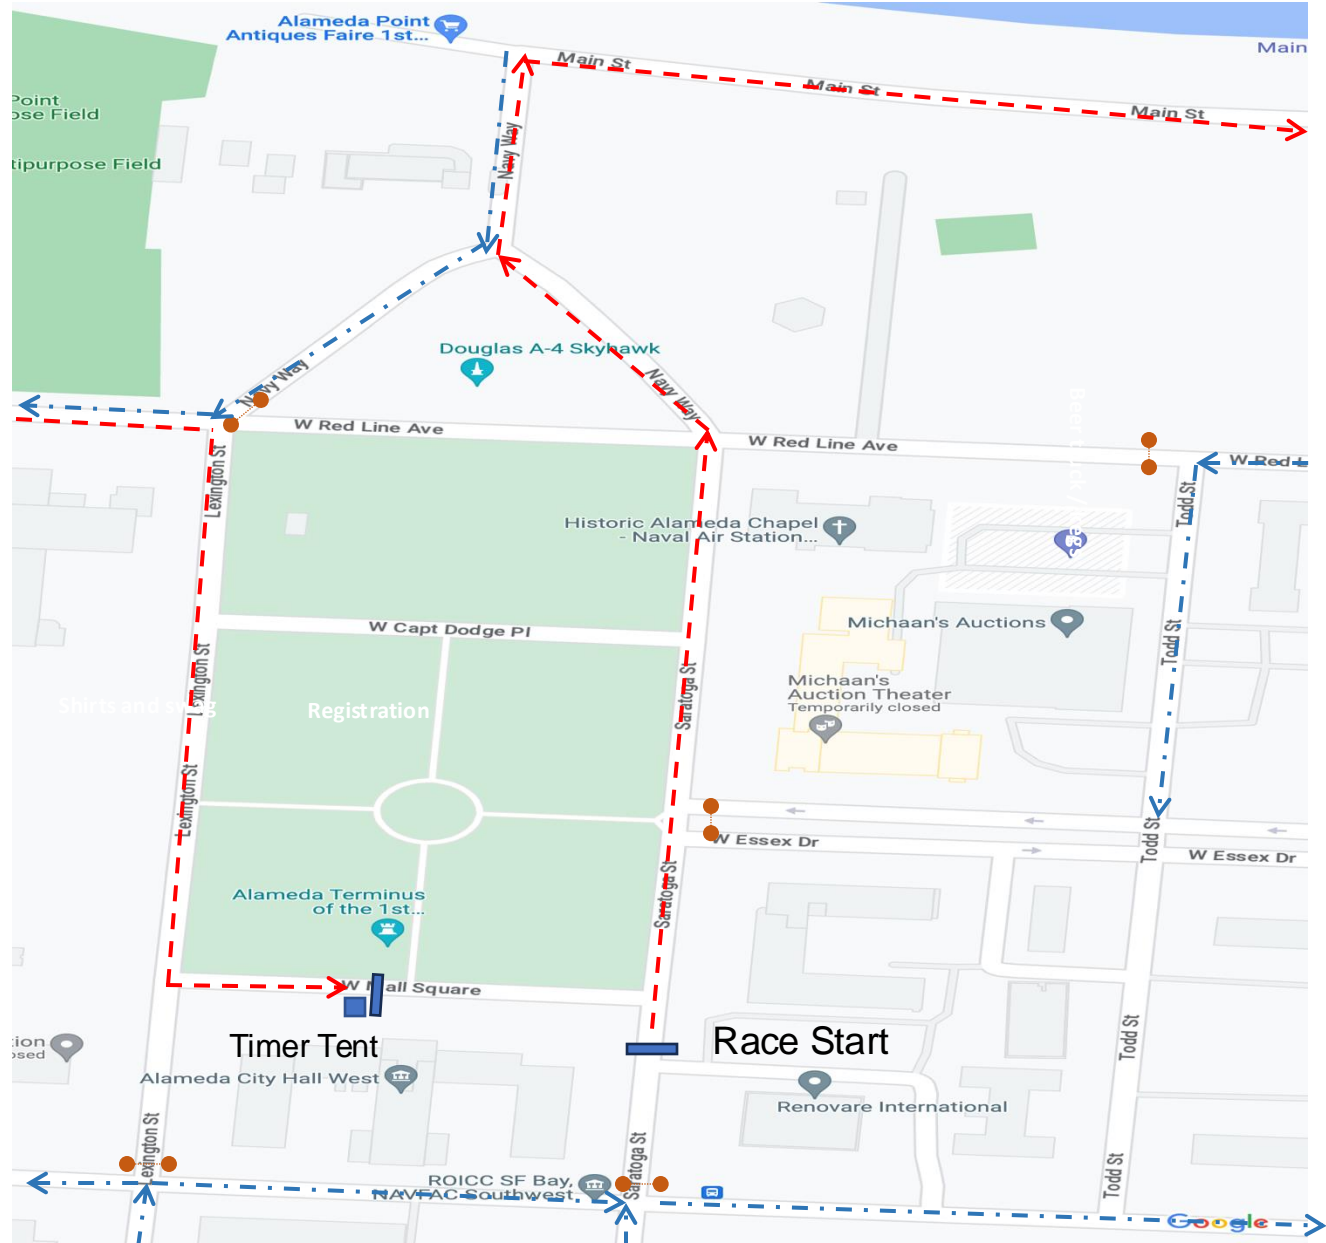 Alameda Point
Antiques Faire 1st...
Main
Main St
Main St
Main St
Point
ose Field
tipurpose Field
Navy Way
Douglas A-4 Skyhawk
Navy Way
Navy Way
W Red Line Ave
W Red Line Ave
W Red L
Lexington St
Todd St
Historic Alameda Chapel
- Naval Air Station...
W Capt Dodge Pl
Michaan's Auctions
Todd St
Lexington St
Saratoga St
Michaan's
Auction Theater
Temporarily closed
Shirts and swag
Registration
Lexington St
W Essex Dr
Todd St
W Essex Dr
Saratoga St
Alameda Terminus
of the 1st...
W Mall Square
Timer Tent
Race Start
tion
osed
Todd St
Alameda City Hall West
Renovare International
Lexington St
Saratoga St
Todd St
ROICC SF Bay,
NAVFAC Southwest
Google